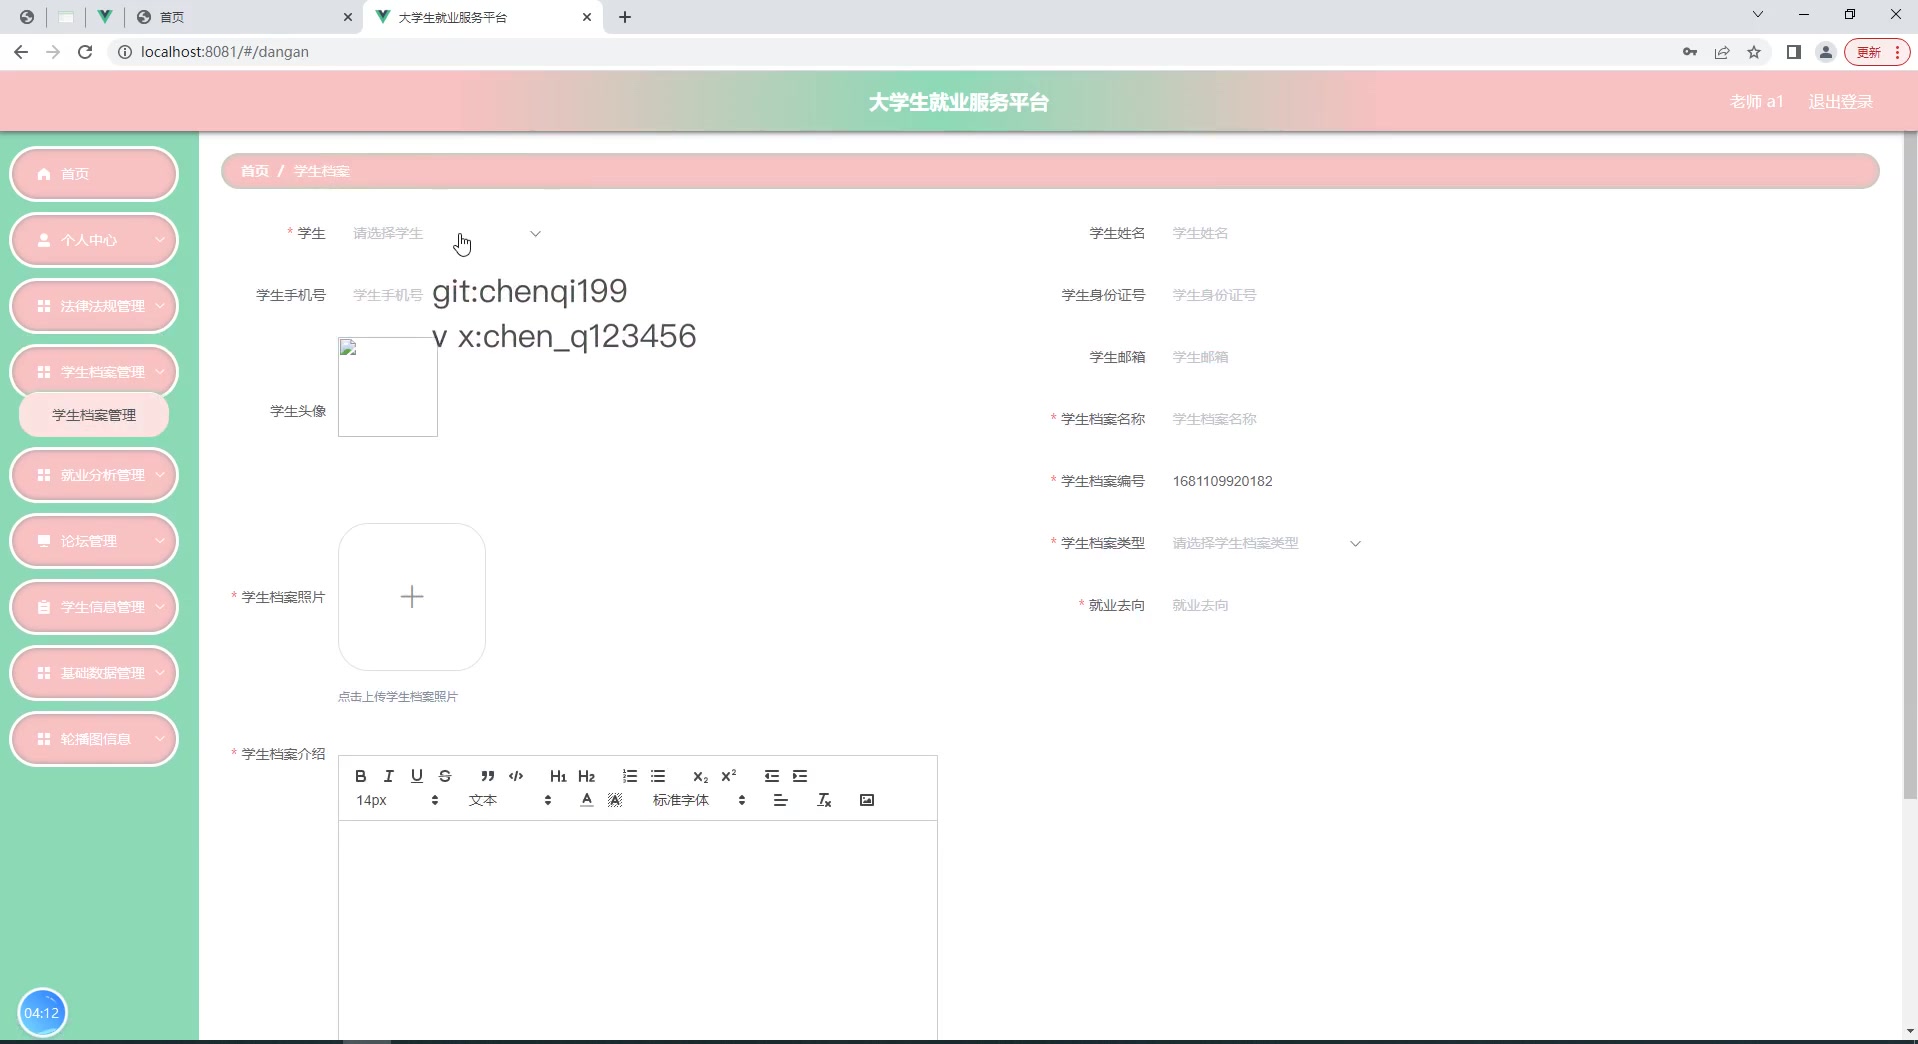 首页
大学生就业服务平台
localhost:8081/#/dangan
更新
大学生就业服务平台
老师 a1
退出登录
首页
个人中心
法律法规管理
学生档案管理
学生档案管理
就业分析管理
论坛管理
学生信息管理
基础数据管理
轮播图信息
04:12
首页 / 学生档案
* 学生 请选择学生
学生姓名 学生姓名
学生手机号 学生手机号
git:chenqi199
学生身份证号 学生身份证号
v x:chen_q123456
学生邮箱 学生邮箱
学生头像
* 学生档案名称 学生档案名称
* 学生档案编号 1681109920182
* 学生档案类型 请选择学生档案类型
* 学生档案照片
* 就业去向 就业去向
点击上传学生档案照片
* 学生档案介绍
B I U S H1 H2 X2 X2
14px 文本 A A 标准字体 Tx